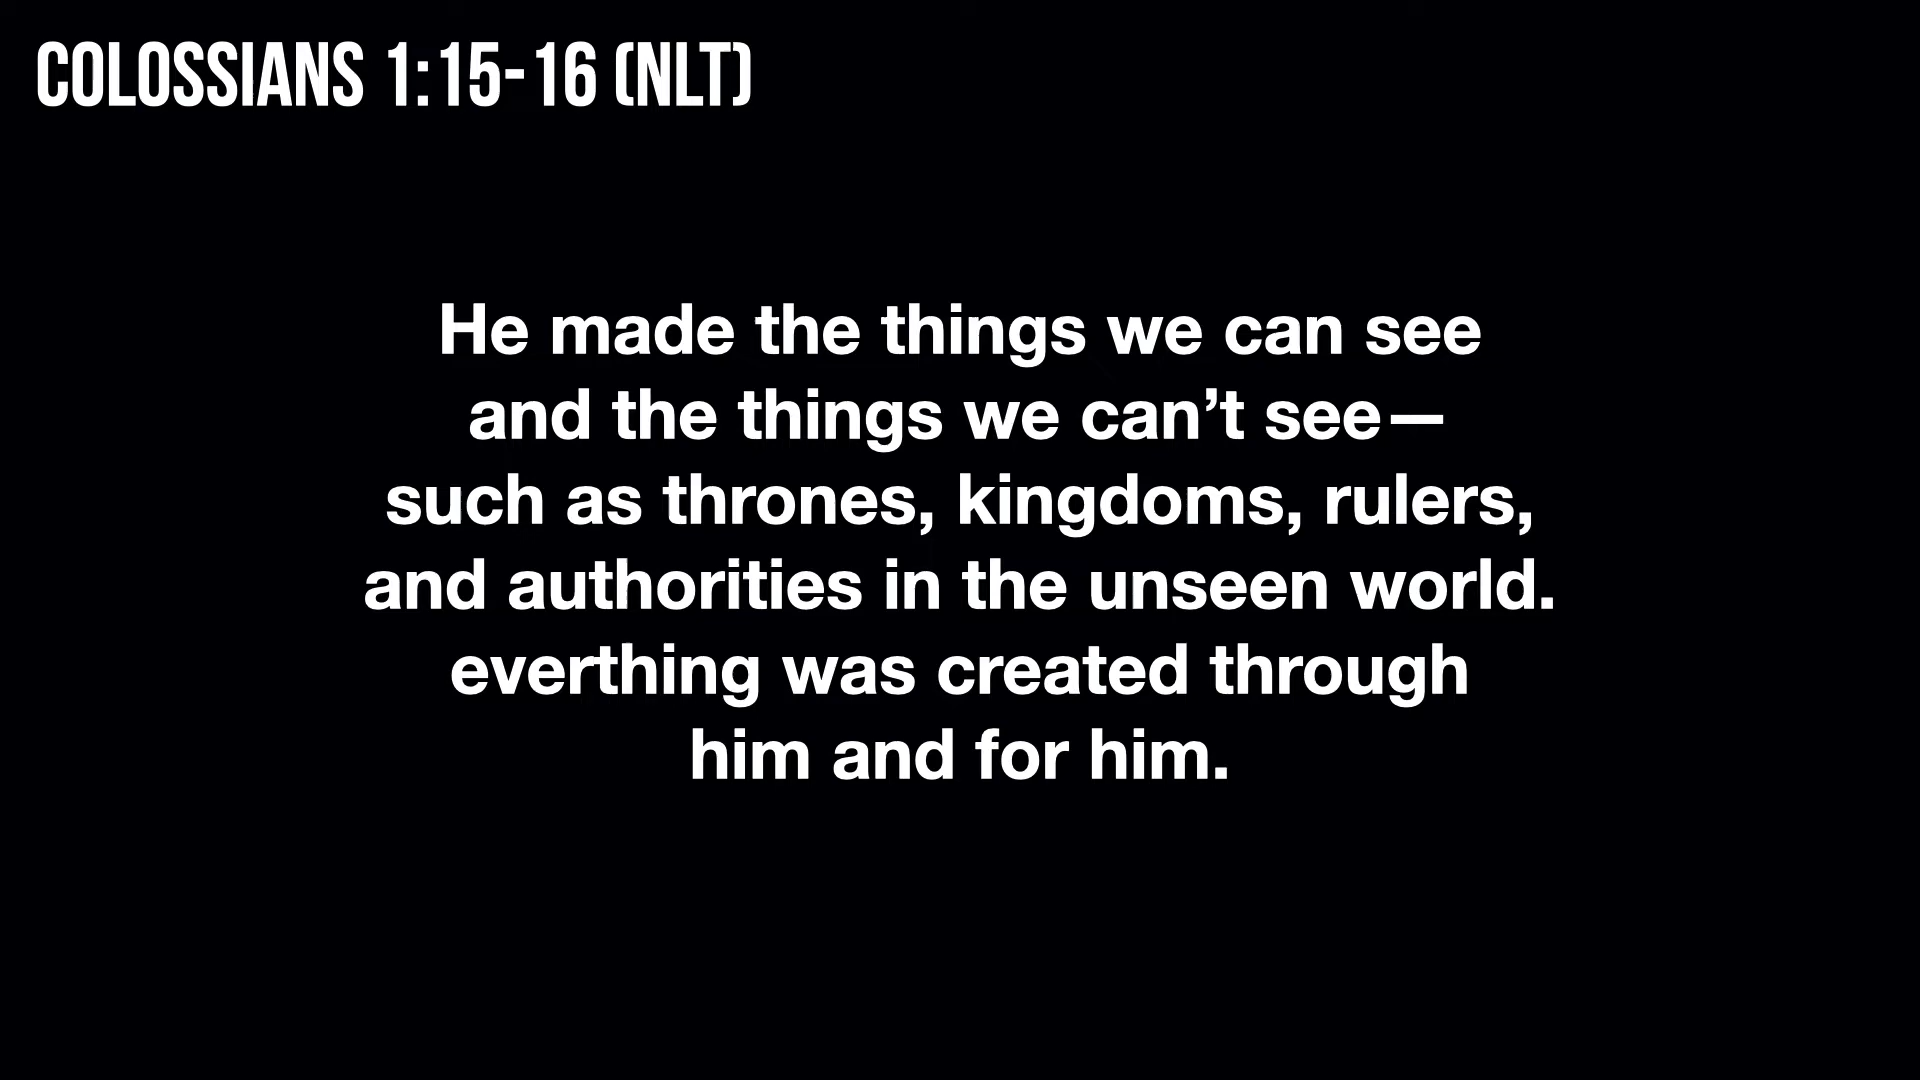 COLOSSIANS 1:15-16 (NLT)
He made the things we can see
and the things we can’t see—
such as thrones, kingdoms, rulers,
and authorities in the unseen world.
everthing was created through
him and for him.